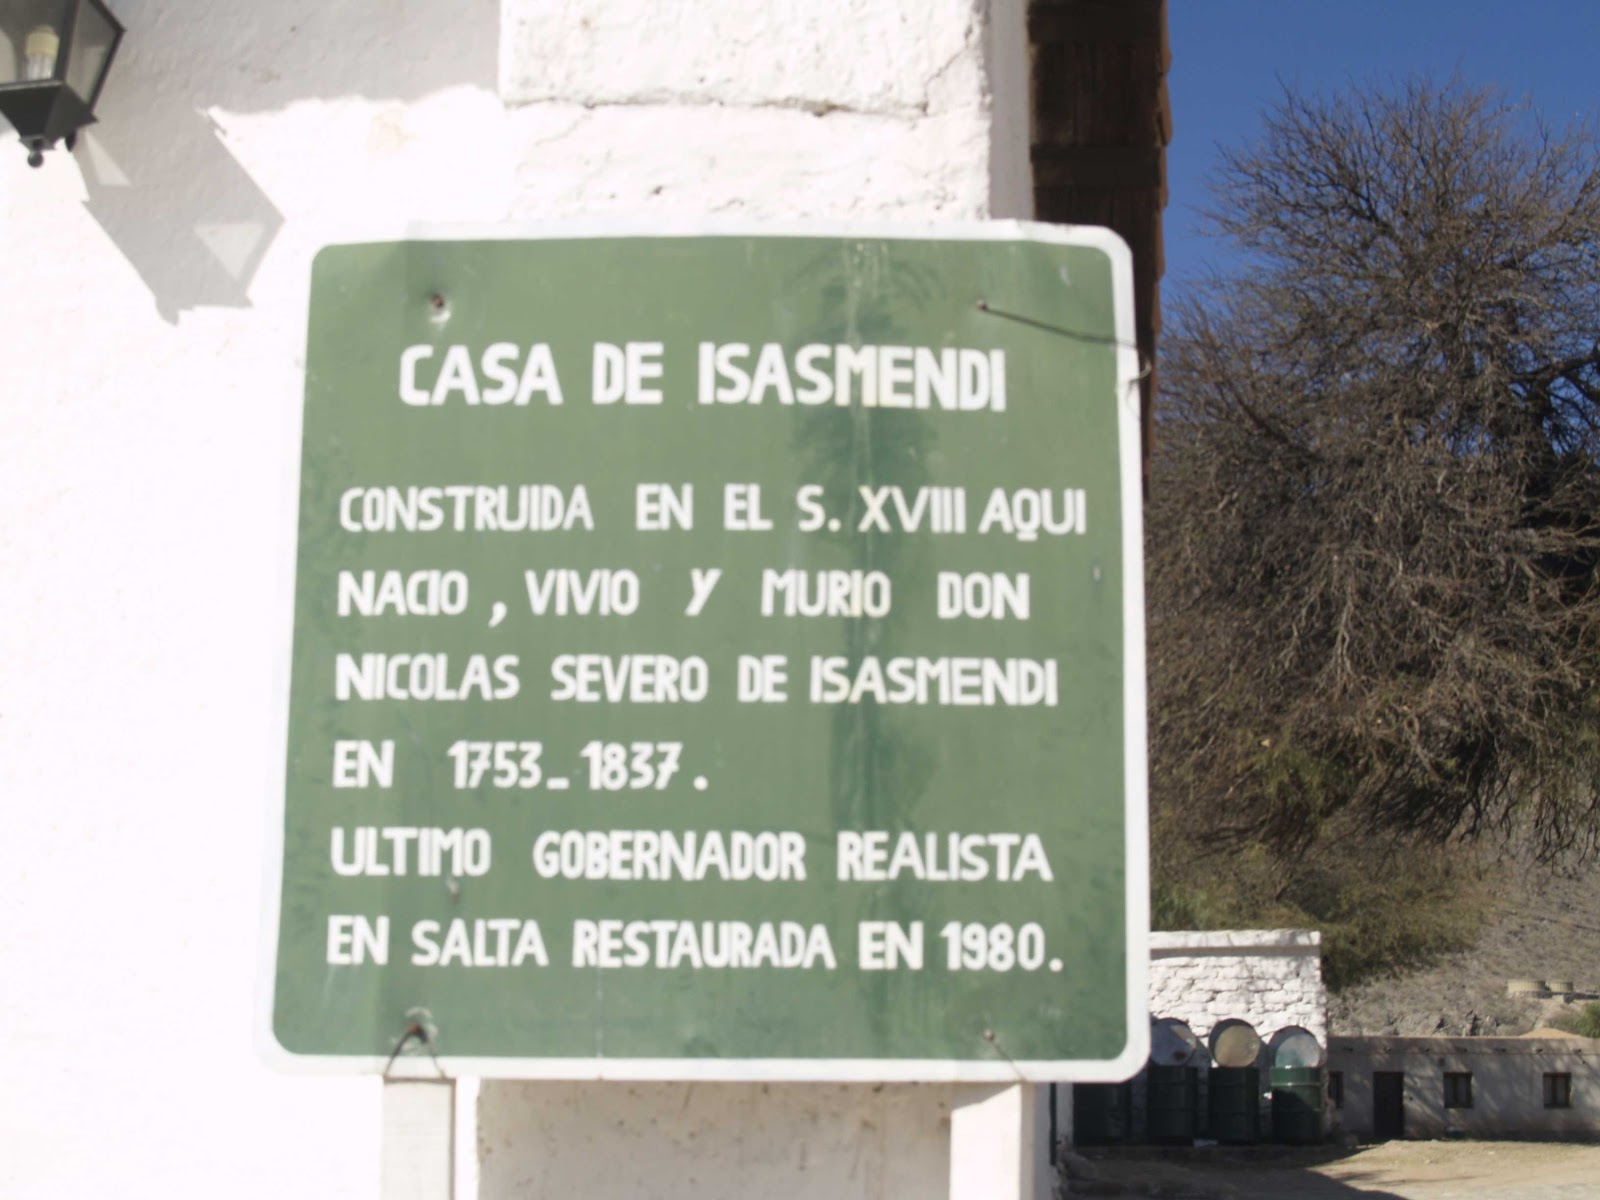 CASA DE ISASMENDI
CONSTRUIDA EN EL S. XVIII AQUI
NACIO , VIVIO Y MURIO DON
NICOLAS SEVERO DE ISASMENDI
EN 1753_1837.
ULTIMO GOBERNADOR REALISTA
EN SALTA RESTAURADA EN 1980.